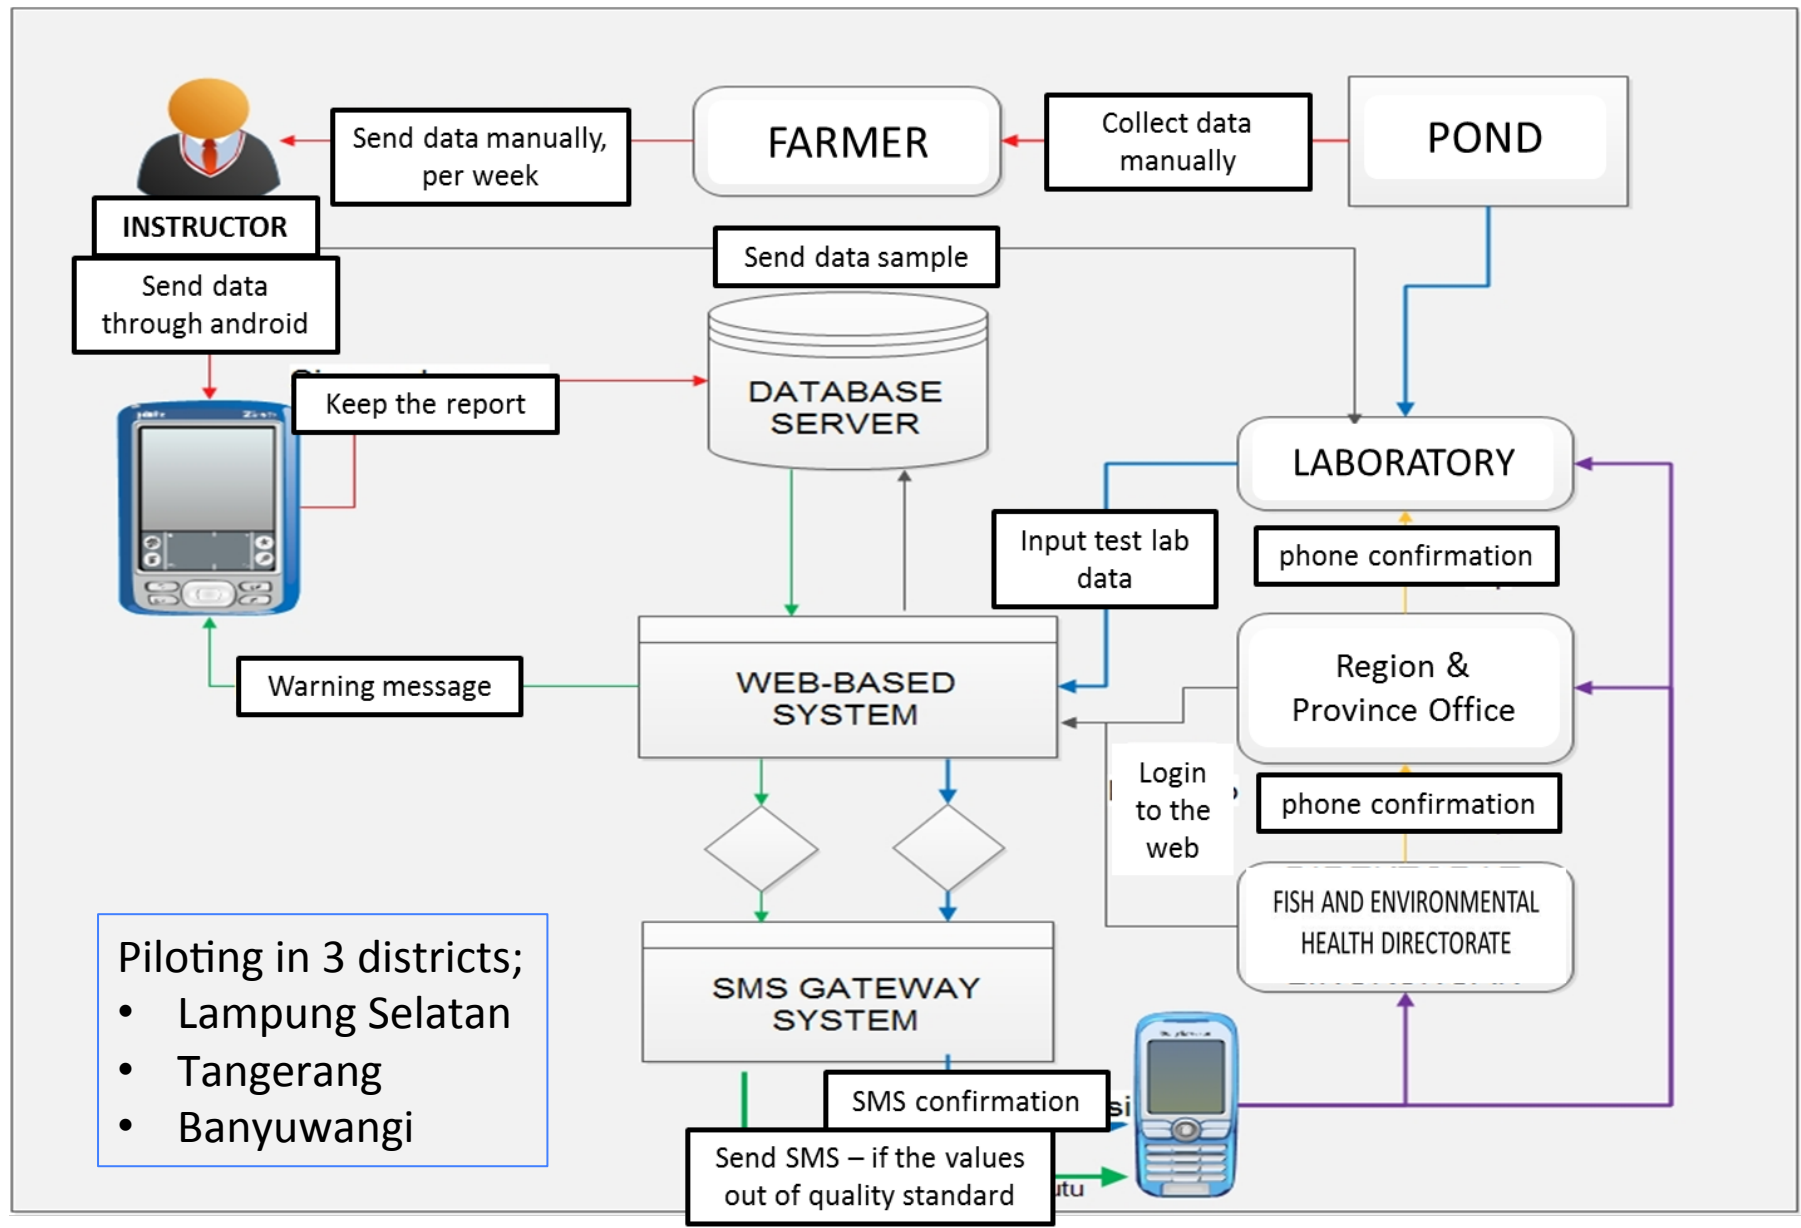 Send data manually,
per week
FARMER
Collect data
manually
POND
INSTRUCTOR
Send data sample
Send data
through android
Keep the report
DATABASE
SERVER
LABORATORY
Input test lab
data
phone confirmation
Warning message
WEB-BASED
SYSTEM
Region &
Province Office
Login
to the
web
phone confirmation
FISH AND ENVIRONMENTAL
HEALTH DIRECTORATE
Piloting in 3 districts;
• Lampung Selatan
• Tangerang
• Banyuwangi
SMS GATEWAY
SYSTEM
SMS confirmation
si
Send SMS – if the values
out of quality standard
utu